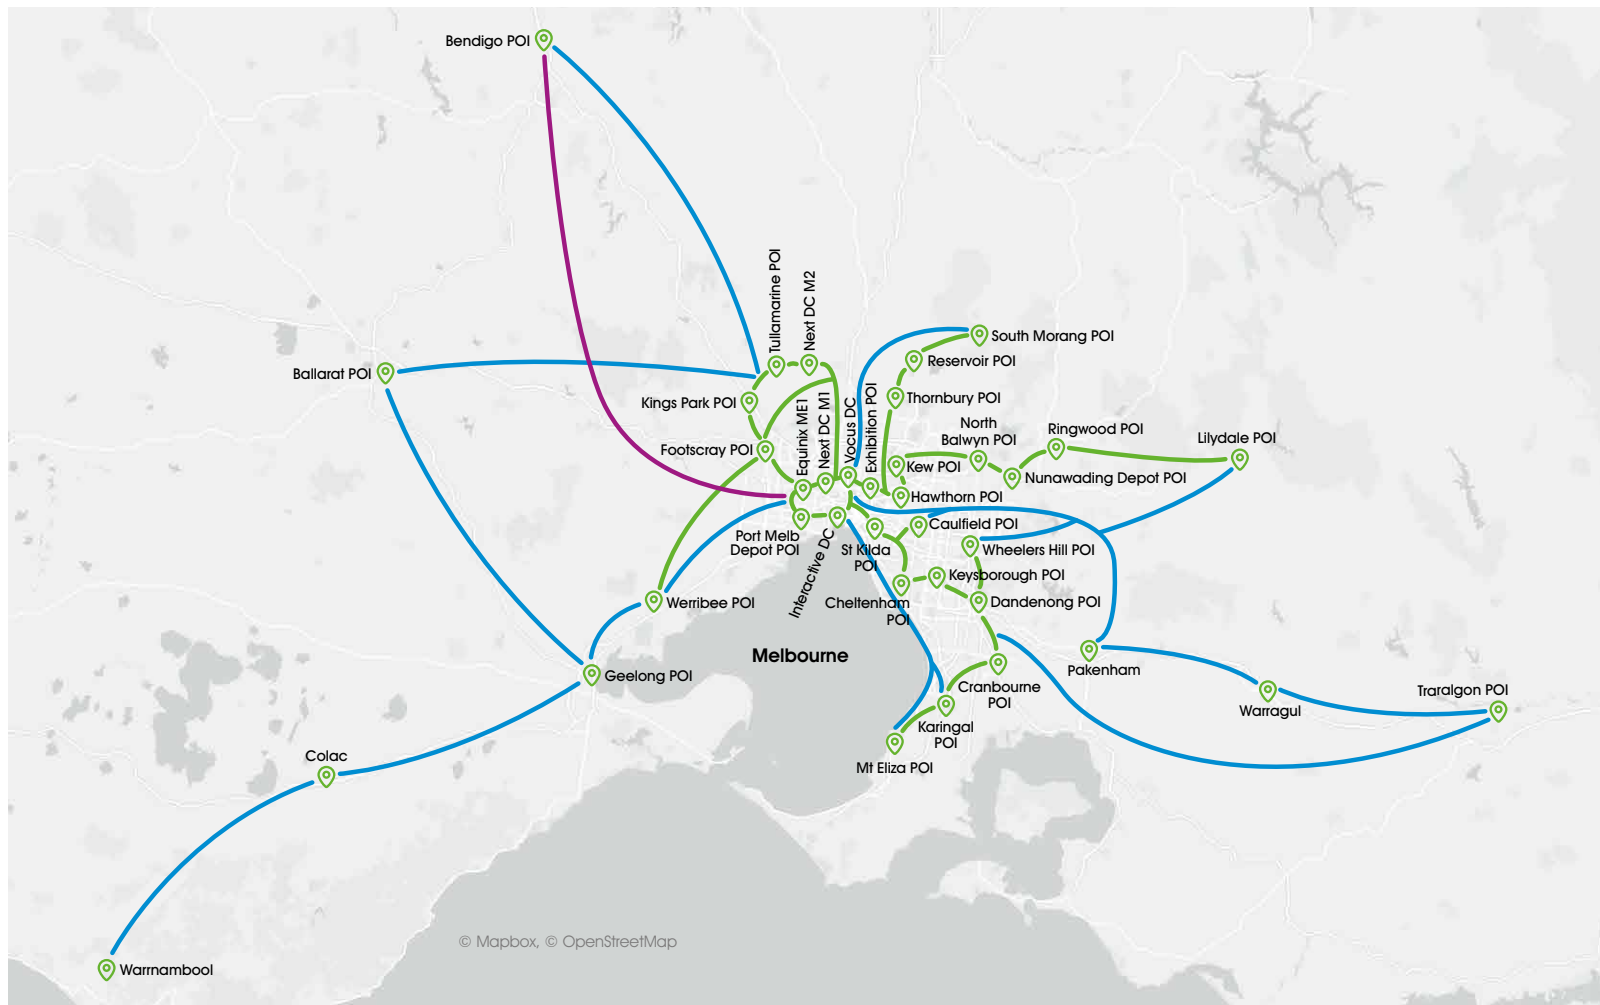 Bendigo POI
Tullamarine POI
Next DC M2
South Morang POI
Reservoir POI
Ballarat POI
Kings Park POI
Thornbury POI
Equinix ME1
Next DC M1
Vocus DC
Exhibition POI
North
Balwyn POI
Ringwood POI
Lilydale POI
Footscray POI
Kew POI
Nunawading Depot POI
Hawthorn POI
Port Melb
Depot POI
Interactive DC
St Kilda
POI
Caulfield POI
Wheelers Hill POI
Keysborough POI
Cheltenham
POI
Dandenong POI
Werribee POI
Melbourne
Geelong POI
Pakenham
Cranbourne
POI
Warragul
Traralgon POI
Karingal
POI
Mt Eliza POI
Colac
© Mapbox, © OpenStreetMap
Warrnambool